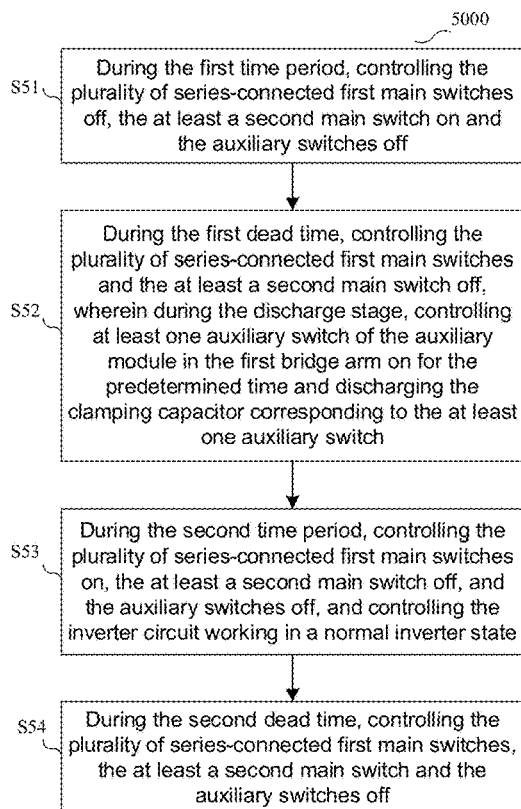 5000
S51
During the first time period, controlling the
plurality of series-connected first main switches
off, the at least a second main switch on and
the auxiliary switches off
S52
During the first dead time, controlling the
plurality of series-connected first main switches
and the at least a second main switch off,
wherein during the discharge stage, controlling
at least one auxiliary switch of the auxiliary
module in the first bridge arm on for the
predetermined time and discharging the
clamping capacitor corresponding to the at least
one auxiliary switch
S53
During the second time period, controlling the
plurality of series-connected first main switches
on, the at least a second main switch off, and
the auxiliary switches off, and controlling the
inverter circuit working in a normal inverter state
S54
During the second dead time, controlling the
plurality of series-connected first main switches,
the at least a second main switch and the
auxiliary switches off